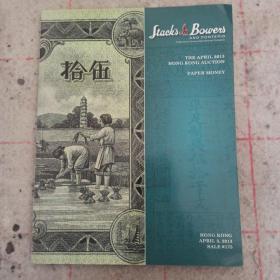 Stack's Bowers
AND PONTERIO
THE APRIL 2013
HONG KONG AUCTION
PAPER MONEY
拾伍
HONG KONG
APRIL 3, 2013
SALE #175